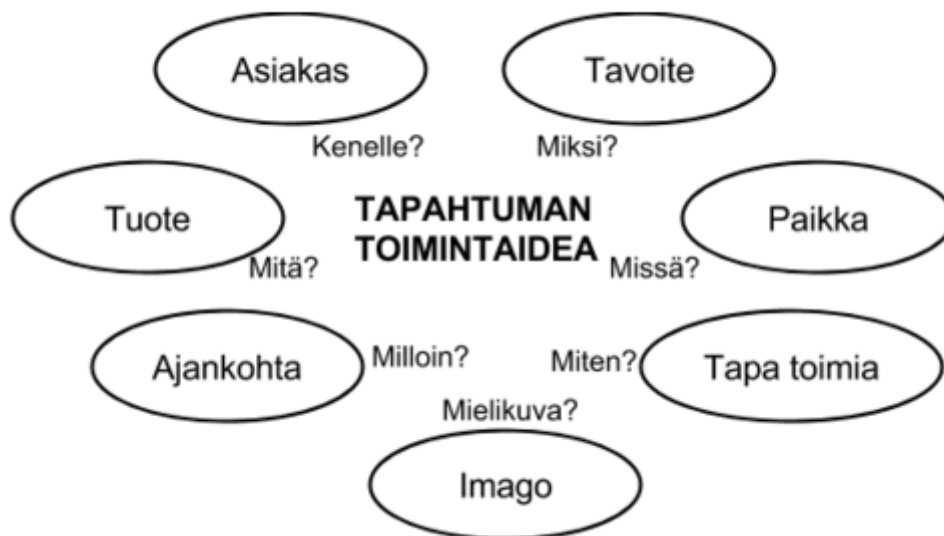 Asiakas
Tavoite
Kenelle?
Miksi?
Tuote
TAPAHTUMAN
TOIMINTAIDEA
Paikka
Mitä?
Missä?
Ajankohta
Milloin?
Miten?
Tapa toimia
Mielikuva?
Imago